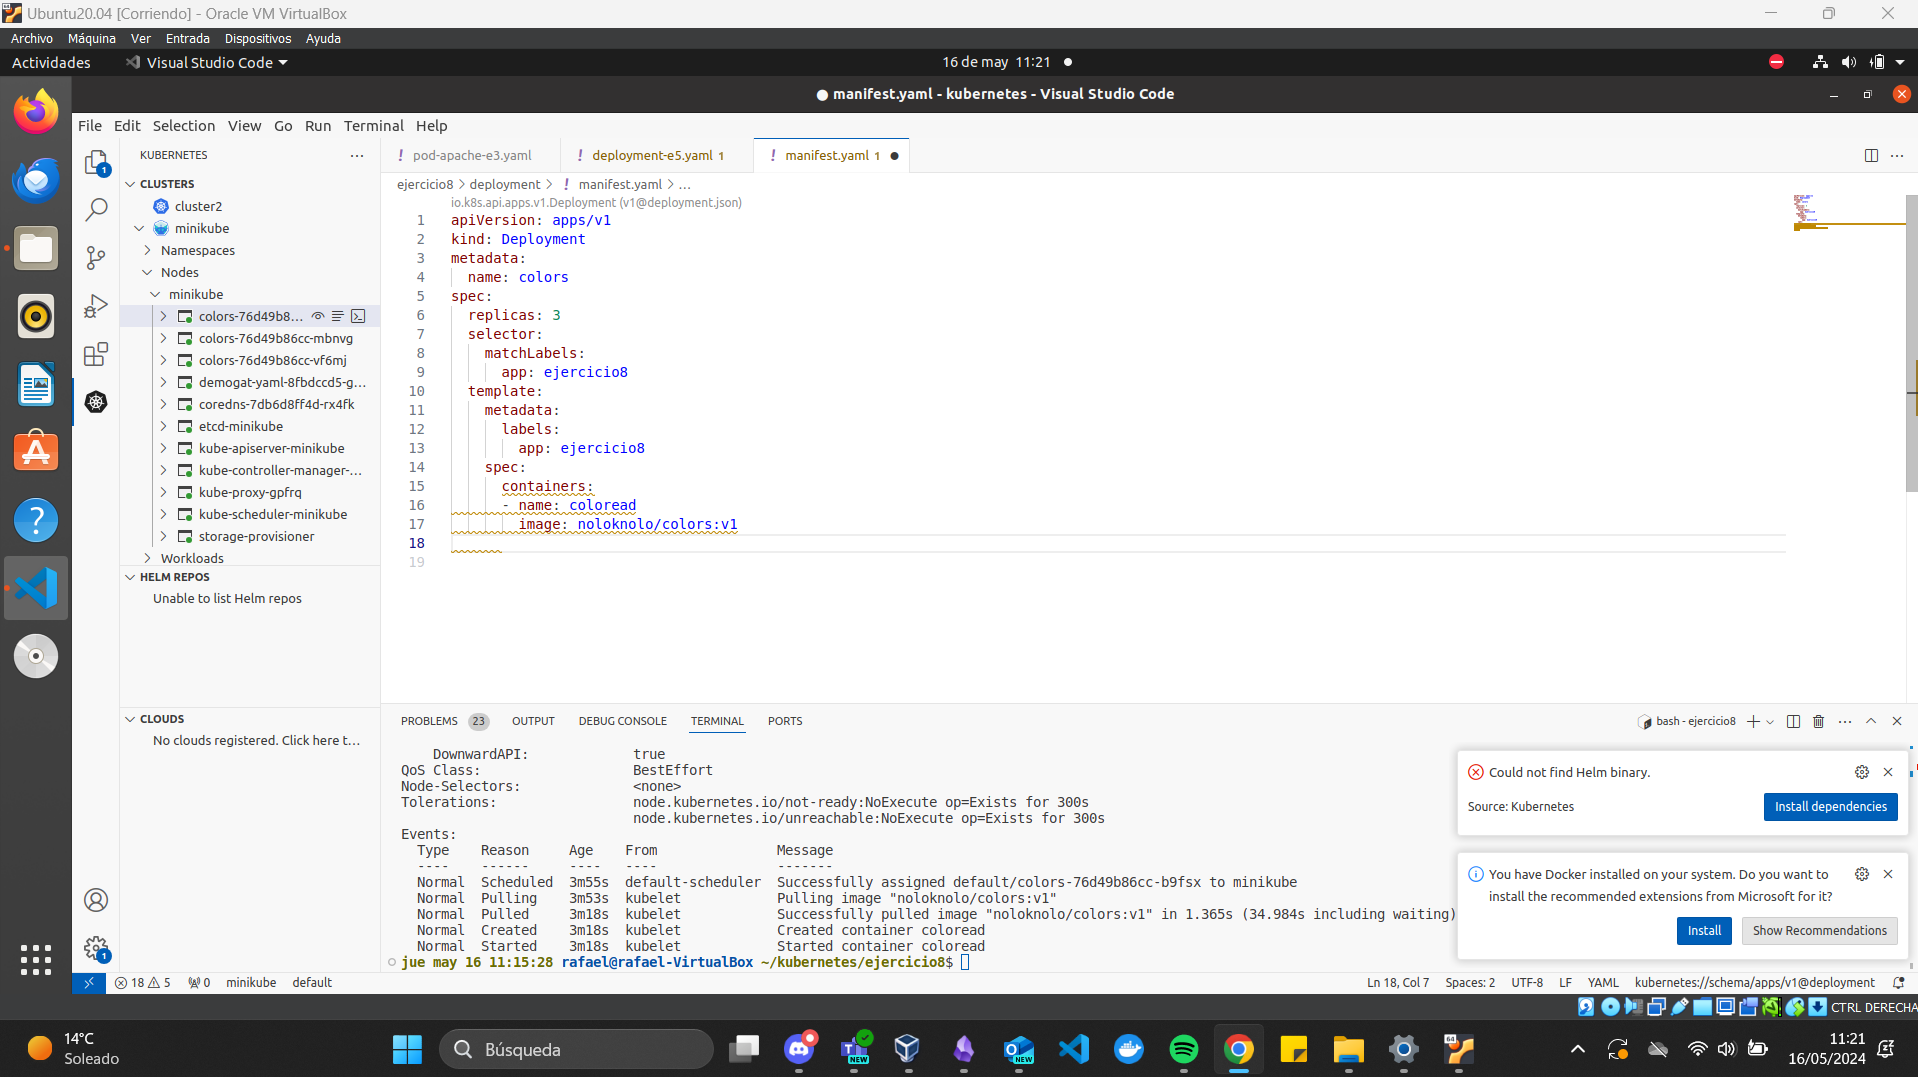 Ubuntu20.04 [Corriendo] - Oracle VM VirtualBox
Archivo Máquina Ver Entrada Dispositivos Ayuda
Actividades Visual Studio Code 16 de may 11:21
manifest.yaml - kubernetes - Visual Studio Code
File Edit Selection View Go Run Terminal Help
KUBERNETES
CLUSTERS
cluster2
minikube
Namespaces
Nodes
minikube
colors-76d49b8...
colors-76d49b86cc-mbnvg
colors-76d49b86cc-vf6mj
demogat-yaml-8fbdccd5-g...
coredns-7db6d8ff4d-rx4fk
etcd-minikube
kube-apiserver-minikube
kube-controller-manager-...
kube-proxy-gpfrq
kube-scheduler-minikube
storage-provisioner
Workloads
HELM REPOS
Unable to list Helm repos
CLOUDS
No clouds registered. Click here t...
pod-apache-e3.yaml deployment-e5.yaml 1 manifest.yaml 1
ejercicio8 > deployment > ! manifest.yaml > ...
io.k8s.api.apps.v1.Deployment (v1@deployment.json)
1 apiVersion: apps/v1
2 kind: Deployment
3 metadata:
4 name: colors
5 spec:
6 replicas: 3
7 selector:
8 matchLabels:
9 app: ejercicio8
10 template:
11 metadata:
12 labels:
13 app: ejercicio8
14 spec:
15 containers:
16 - name: coloread
17 image: noloknolo/colors:v1
18
19
PROBLEMS 23 OUTPUT DEBUG CONSOLE TERMINAL PORTS
bash - ejercicio8
DownwardAPI: true
QoS Class: BestEffort
Node-Selectors: <none>
Tolerations: node.kubernetes.io/not-ready:NoExecute op=Exists for 300s
node.kubernetes.io/unreachable:NoExecute op=Exists for 300s
Events:
Type Reason Age From Message
---- ------ ---- ---- -------
Normal Scheduled 3m55s default-scheduler Successfully assigned default/colors-76d49b86cc-b9fsx to minikube
Normal Pulling 3m53s kubelet Pulling image "noloknolo/colors:v1"
Normal Pulled 3m18s kubelet Successfully pulled image "noloknolo/colors:v1" in 1.365s (34.984s including waiting)
Normal Created 3m18s kubelet Created container coloread
Normal Started 3m18s kubelet Started container coloread
jue may 16 11:15:28 rafael@rafael-VirtualBox ~/kubernetes/ejercicio8$
Could not find Helm binary.
Source: Kubernetes
Install dependencies
You have Docker installed on your system. Do you want to
install the recommended extensions from Microsoft for it?
Install Show Recommendations
18 5 0 minikube default
Ln 18, Col 7 Spaces: 2 UTF-8 LF YAML kubernetes://schema/apps/v1@deployment
CTRL DERECHA
14°C
Soleado
Búsqueda
11:21
16/05/2024